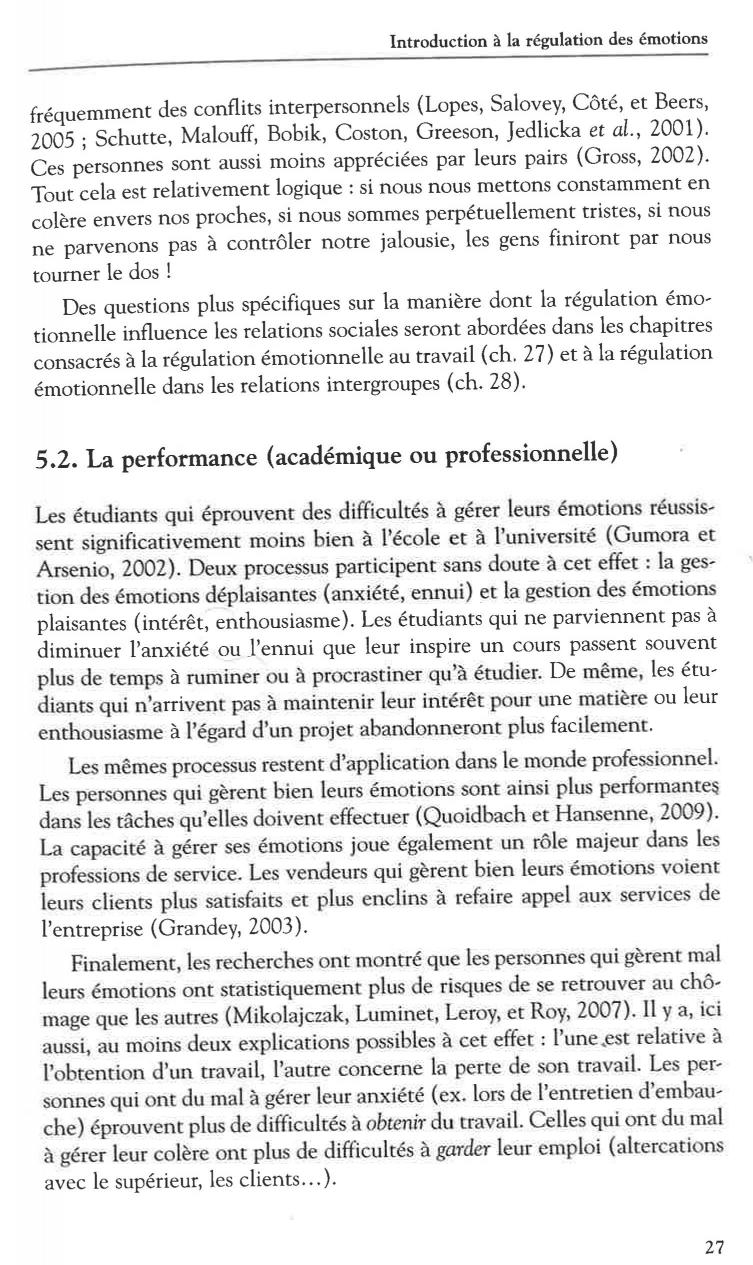 Introduction à la régulation des émotions
fréquemment des conflits interpersonnels (Lopes, Salovey, Côté, et Beers,
2005 ; Schutte, Malouff, Bobik, Coston, Greeson, Jedlicka et al., 2001).
Ces personnes sont aussi moins appréciées par leurs pairs (Gross, 2002).
Tout cela est relativement logique : si nous nous mettons constamment en
colère envers nos proches, si nous sommes perpétuellement tristes, si nous
ne parvenons pas à contrôler notre jalousie, les gens finiront par nous
tourner le dos !
Des questions plus spécifiques sur la manière dont la régulation émo-
tionnelle influence les relations sociales seront abordées dans les chapitres
consacrés à la régulation émotionnelle au travail (ch. 27) et à la régulation
émotionnelle dans les relations intergroupes (ch. 28).
5.2. La performance (académique ou professionnelle)
Les étudiants qui éprouvent des difficultés à gérer leurs émotions réussis-
sent significativement moins bien à l'école et à l'université (Gumora et
Arsenio, 2002). Deux processus participent sans doute à cet effet : la ges-
tion des émotions déplaisantes (anxiété, ennui) et la gestion des émotions
plaisantes (intérêt, enthousiasme). Les étudiants qui ne parviennent pas à
diminuer l'anxiété ou l'ennui que leur inspire un cours passent souvent
plus de temps à ruminer ou à procrastiner qu'à étudier. De même, les étu-
diants qui n'arrivent pas à maintenir leur intérêt pour une matière ou leur
enthousiasme à l'égard d'un projet abandonneront plus facilement.
Les mêmes processus restent d'application dans le monde professionnel.
Les personnes qui gèrent bien leurs émotions sont ainsi plus performantes
dans les tâches qu'elles doivent effectuer (Quoidbach et Hansenne, 2009).
La capacité à gérer ses émotions joue également un rôle majeur dans les
professions de service. Les vendeurs qui gèrent bien leurs émotions voient
leurs clients plus satisfaits et plus enclins à refaire appel aux services de
l'entreprise (Grandey, 2003).
Finalement, les recherches ont montré que les personnes qui gèrent mal
leurs émotions ont statistiquement plus de risques de se retrouver au chô-
mage que les autres (Mikolajczak, Luminet, Leroy, et Roy, 2007). Il y a, ici
aussi, au moins deux explications possibles à cet effet : l'une est relative à
l'obtention d'un travail, l'autre concerne la perte de son travail. Les per-
sonnes qui ont du mal à gérer leur anxiété (ex. lors de l'entretien d'embau-
che) éprouvent plus de difficultés à obtenir du travail. Celles qui ont du mal
à gérer leur colère ont plus de difficultés à garder leur emploi (altercations
avec le supérieur, les clients...).
27